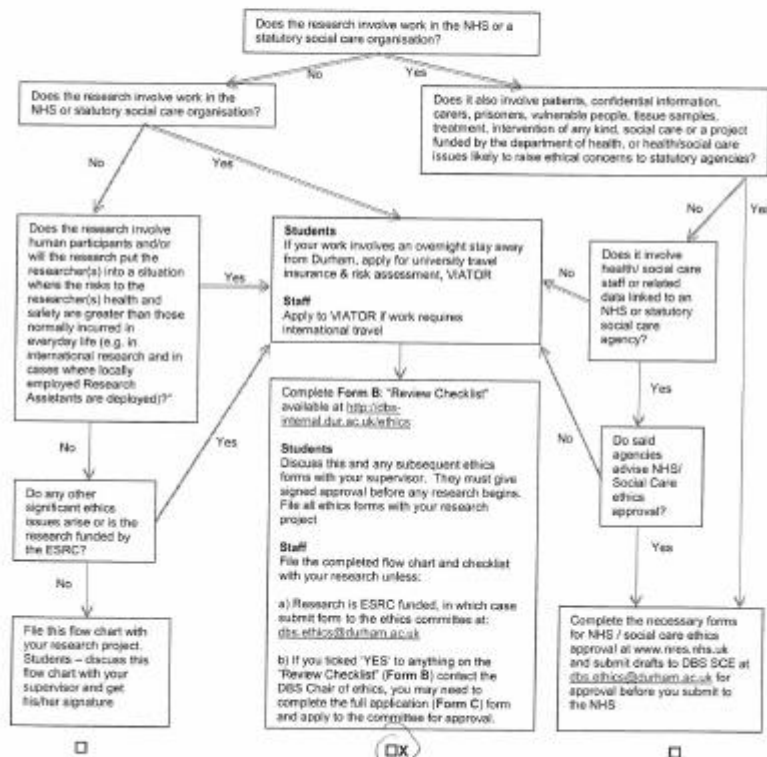 Does the research involve work in the NHS or a
statutory social care organisation?
No
Yes
Does the research involve work in the
NHS or statutory social care organisation?
Does it also involve patients, confidential information,
carers, prisoners, vulnerable people, tissue samples,
treatment, intervention of any kind, social care or a project
funded by the department of health, or health/social care
issues likely to raise ethical concerns to statutory agencies?
No
Yes
No
Yes
Does the research involve
human participants and/or
will the research put the
researcher(s) into a situation
where the risks to the
researcher(s) health and
safety are greater than those
normally incurred in
everyday life (e.g. in
international research and in
cases where locally
employed Research
Assistants are deployed)?"
Yes
Students
If your work involves an overnight stay away
from Durham, apply for university travel
insurance & risk assessment, VIATOR
Staff
Apply to VIATOR if work requires
international travel
No
Does it involve
health/ social care
staff or related
data linked to an
NHS or statutory
social care
agency?
No
Yes
Complete Form B: "Review Checklist"
available at http://dbs-
internal.dur.ac.uk/ethics
Students
Discuss this and any subsequent ethics
forms with your supervisor. They must give
signed approval before any research begins.
File all ethics forms with your research
project
Staff
File the completed flow chart and checklist
with your research unless:
a) Research is ESRC funded, in which case
submit form to the ethics committee at:
dbs.ethics@durham.ac.uk
b) If you ticked 'YES' to anything on the
"Review Checklist" (Form B) contact the
DBS Chair of ethics, you may need to
complete the full application (Form C) form
and apply to the committee for approval.
Yes
No
Do said
agencies
advise NHS/
Social Care
ethics
approval?
Do any other
significant ethics
issues arise or is the
research funded by
the ESRC?
No
Yes
File this flow chart with
your research project.
Students – discuss this
flow chart with your
supervisor and get
his/her signature
Complete the necessary forms
for NHS / social care ethics
approval at www.nres.nhs.uk
and submit drafts to DBS SCE at
dbs.ethics@durham.ac.uk for
approval before you submit to
the NHS
☐
☐X
☐